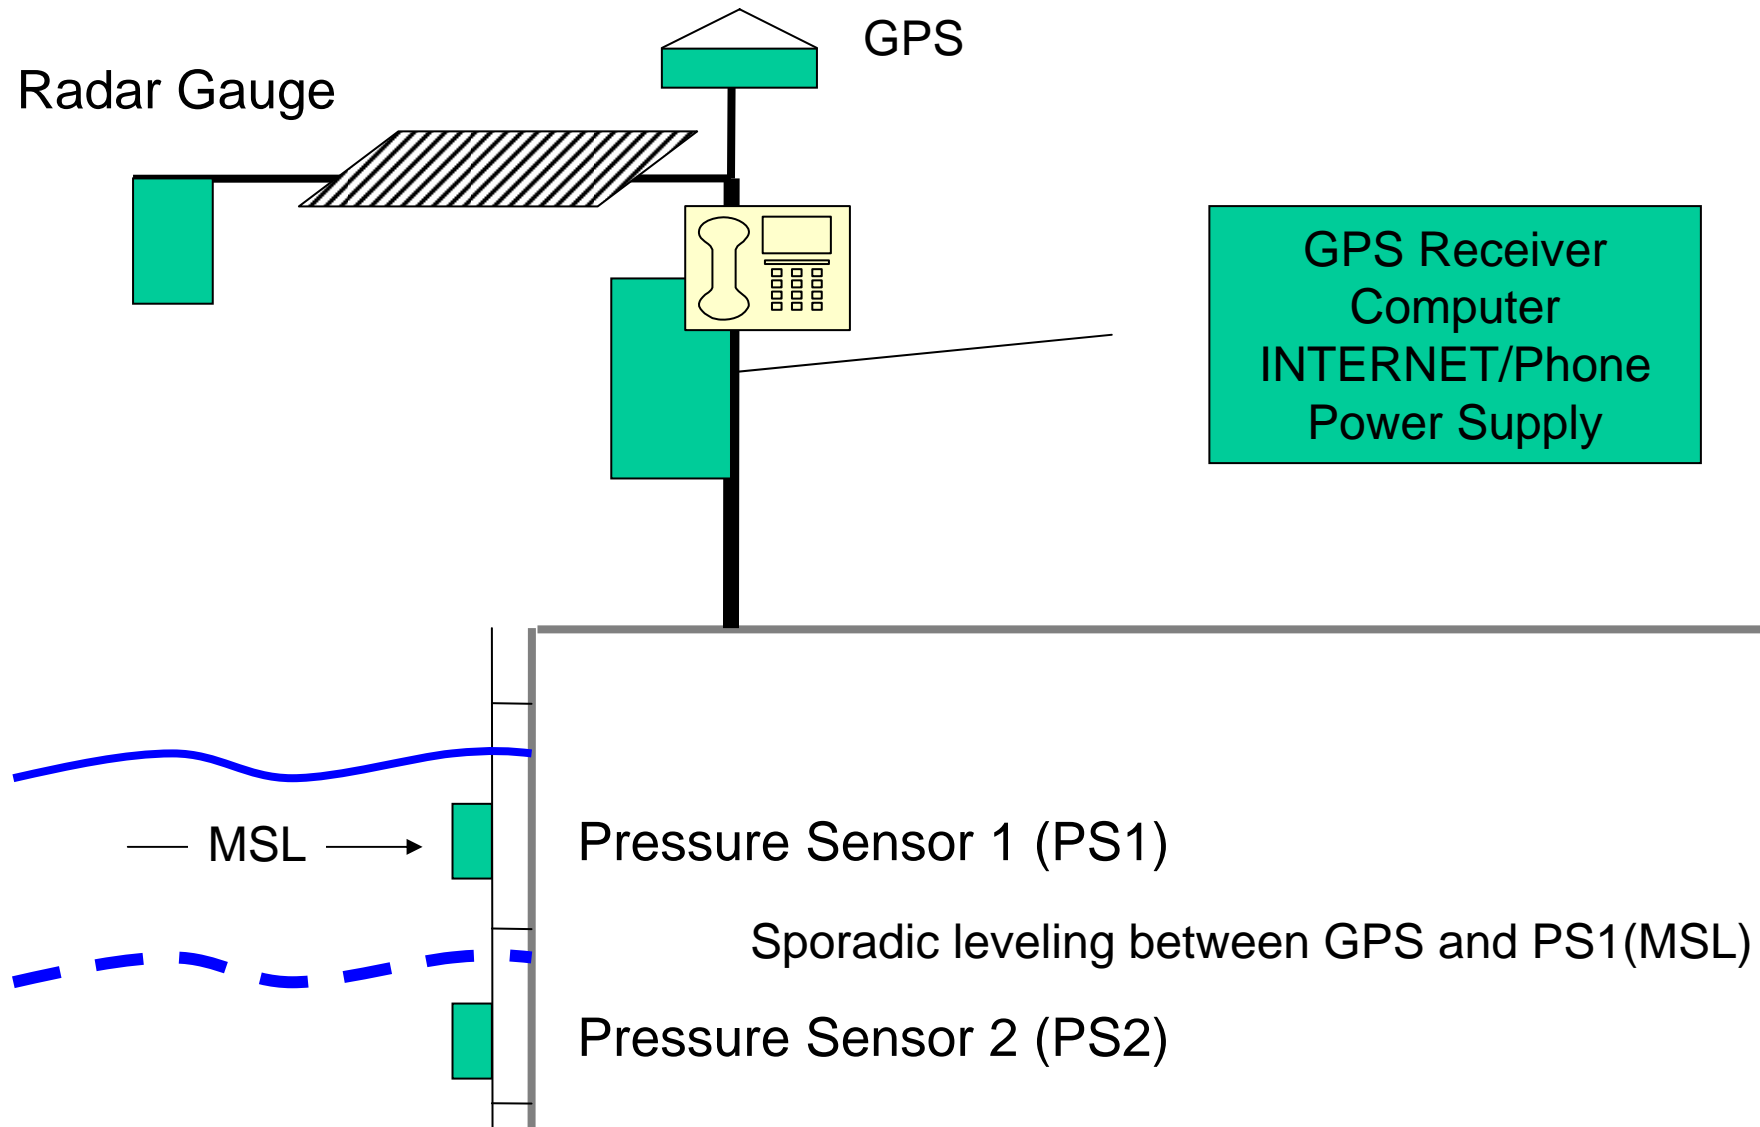 GPS
Radar Gauge
GPS Receiver
Computer
INTERNET/Phone
Power Supply
MSL
Pressure Sensor 1 (PS1)
Sporadic leveling between GPS and PS1(MSL)
Pressure Sensor 2 (PS2)